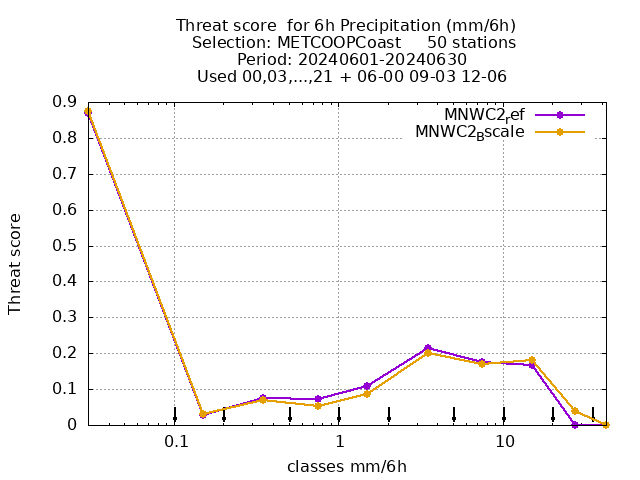 Threat score  for 6h Precipitation (mm/6h)
Selection: METCOOPCoast     50 stations
Period: 20240601-20240630
Used 00,03,...,21 + 06-00 09-03 12-06
MNWC2_ref
MNWC2_Bscale
0.9
0.8
0.7
0.6
0.5
0.4
0.3
0.2
0.1
0
Threat score
0.1 1 10
classes mm/6h